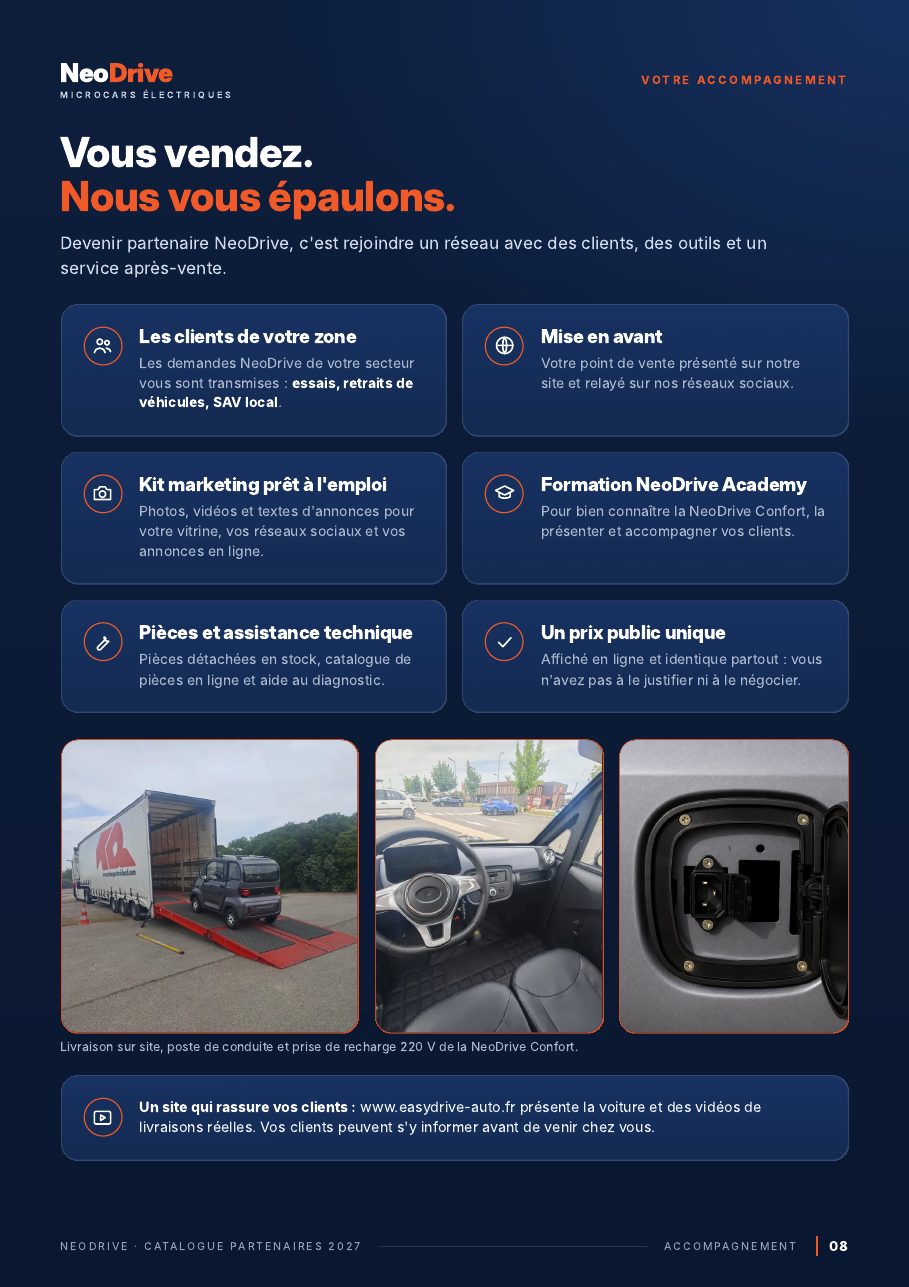 NeoDrive
MICROCARS ÉLECTRIQUES
VOTRE ACCOMPAGNEMENT
Vous vendez.
Nous vous épaulons.
Devenir partenaire NeoDrive, c'est rejoindre un réseau avec des clients, des outils et un
service après-vente.
Les clients de votre zone
Les demandes NeoDrive de votre secteur
vous sont transmises : essais, retraits de
véhicules, SAV local.
Mise en avant
Votre point de vente présenté sur notre
site et relayé sur nos réseaux sociaux.
Kit marketing prêt à l'emploi
Photos, vidéos et textes d'annonces pour
votre vitrine, vos réseaux sociaux et vos
annonces en ligne.
Formation NeoDrive Academy
Pour bien connaître la NeoDrive Confort, la
présenter et accompagner vos clients.
Pièces et assistance technique
Pièces détachées en stock, catalogue de
pièces en ligne et aide au diagnostic.
Un prix public unique
Affiché en ligne et identique partout : vous
n'avez pas à le justifier ni à le négocier.
Livraison sur site, poste de conduite et prise de recharge 220 V de la NeoDrive Confort.
Un site qui rassure vos clients : www.easydrive-auto.fr présente la voiture et des vidéos de
livraisons réelles. Vos clients peuvent s'y informer avant de venir chez vous.
NEODRIVE · CATALOGUE PARTENAIRES 2027
ACCOMPAGNEMENT
08